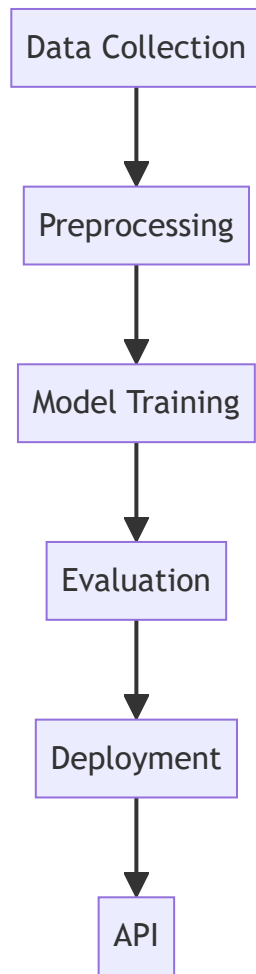 Data Collection
Preprocessing
Model Training
Evaluation
Deployment
API